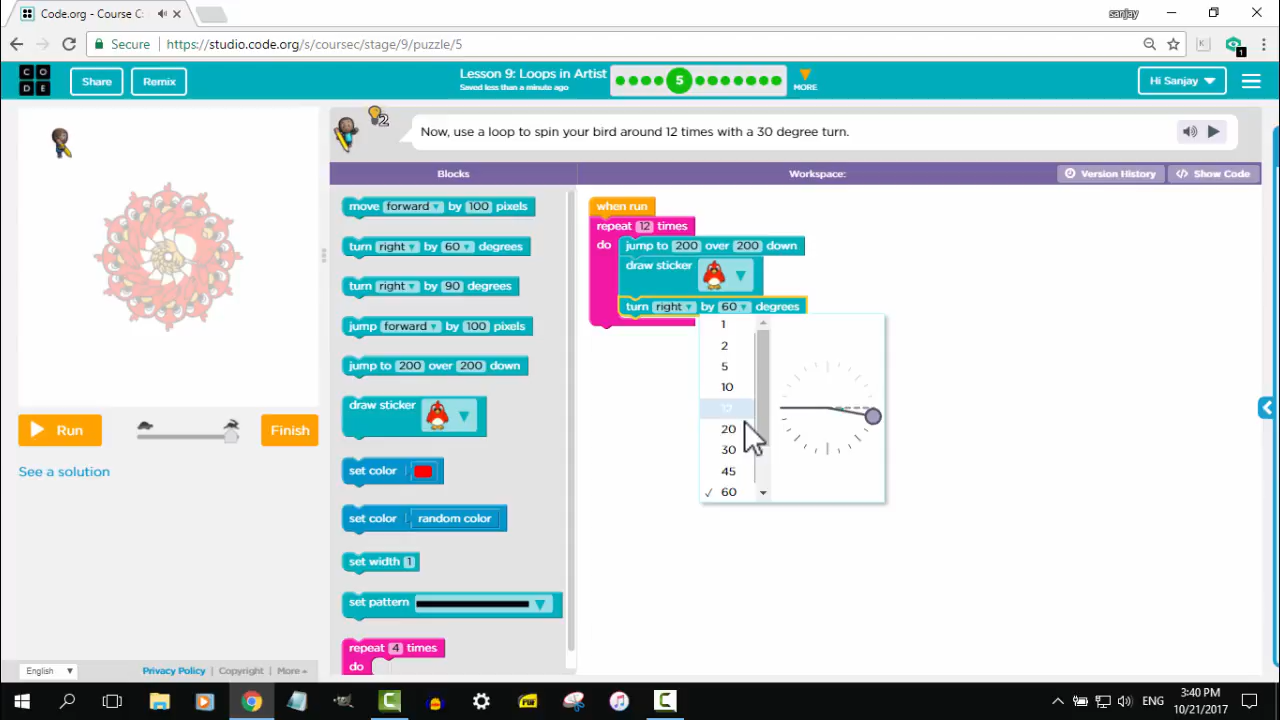 Code.org - Course C:
sanjay
Secure
https://studio.code.org/s/coursec/stage/9/puzzle/5
1
C O
D E
Share
Remix
Lesson 9: Loops in Artist
Saved less than a minute ago
5
MORE
Hi Sanjay
2
Now, use a loop to spin your bird around 12 times with a 30 degree turn.
Blocks
Workspace:
Version History
</> Show Code
move forward by 100 pixels
turn right by 60 degrees
turn right by 90 degrees
jump forward by 100 pixels
jump to 200 over 200 down
draw sticker
set color
set color random color
set width 1
set pattern
repeat 4 times
do
when run
repeat 12 times
do
jump to 200 over 200 down
draw sticker
turn right by 60 degrees
1
2
5
10
20
30
45
✓ 60
Run
Finish
See a solution
English
Privacy Policy
Copyright
More
ENG
3:40 PM
10/21/2017